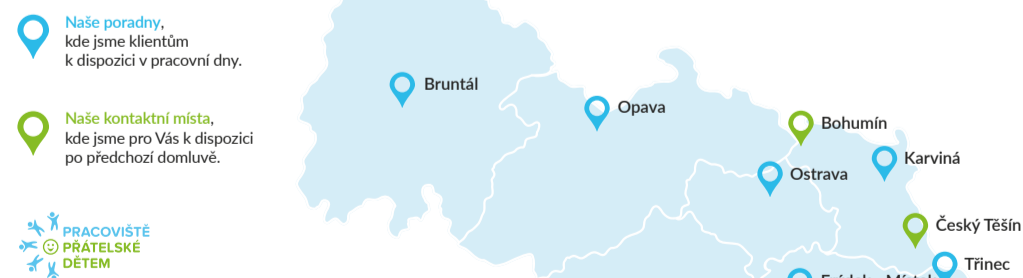 Naše poradny,
kde jsme klientům
k dispozici v pracovní dny.
Naše kontaktní místa,
kde jsme pro Vás k dispozici
po předchozí domluvě.
PRACOVIŠTĚ
PŘÁTELSKÉ
DĚTEM
Bruntál
Opava
Bohumín
Karviná
Ostrava
Český Těšín
Třinec